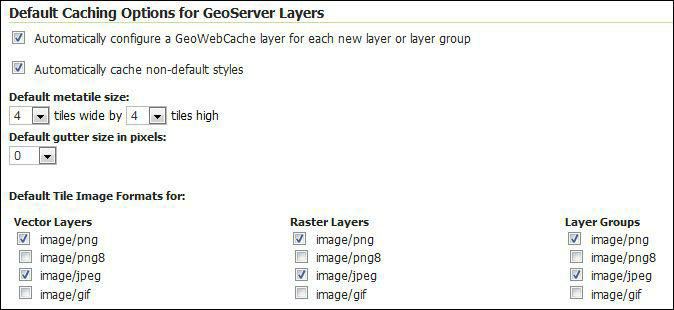 Default Caching Options for GeoServer Layers
Automatically configure a GeoWebCache layer for each new layer or layer group
Automatically cache non-default styles
Default metatile size:
4 tiles wide by 4 tiles high
Default gutter size in pixels:
0
Default Tile Image Formats for:
Vector Layers Raster Layers Layer Groups
image/png image/png image/png
image/png8 image/png8 image/png8
image/jpeg image/jpeg image/jpeg
image/gif image/gif image/gif